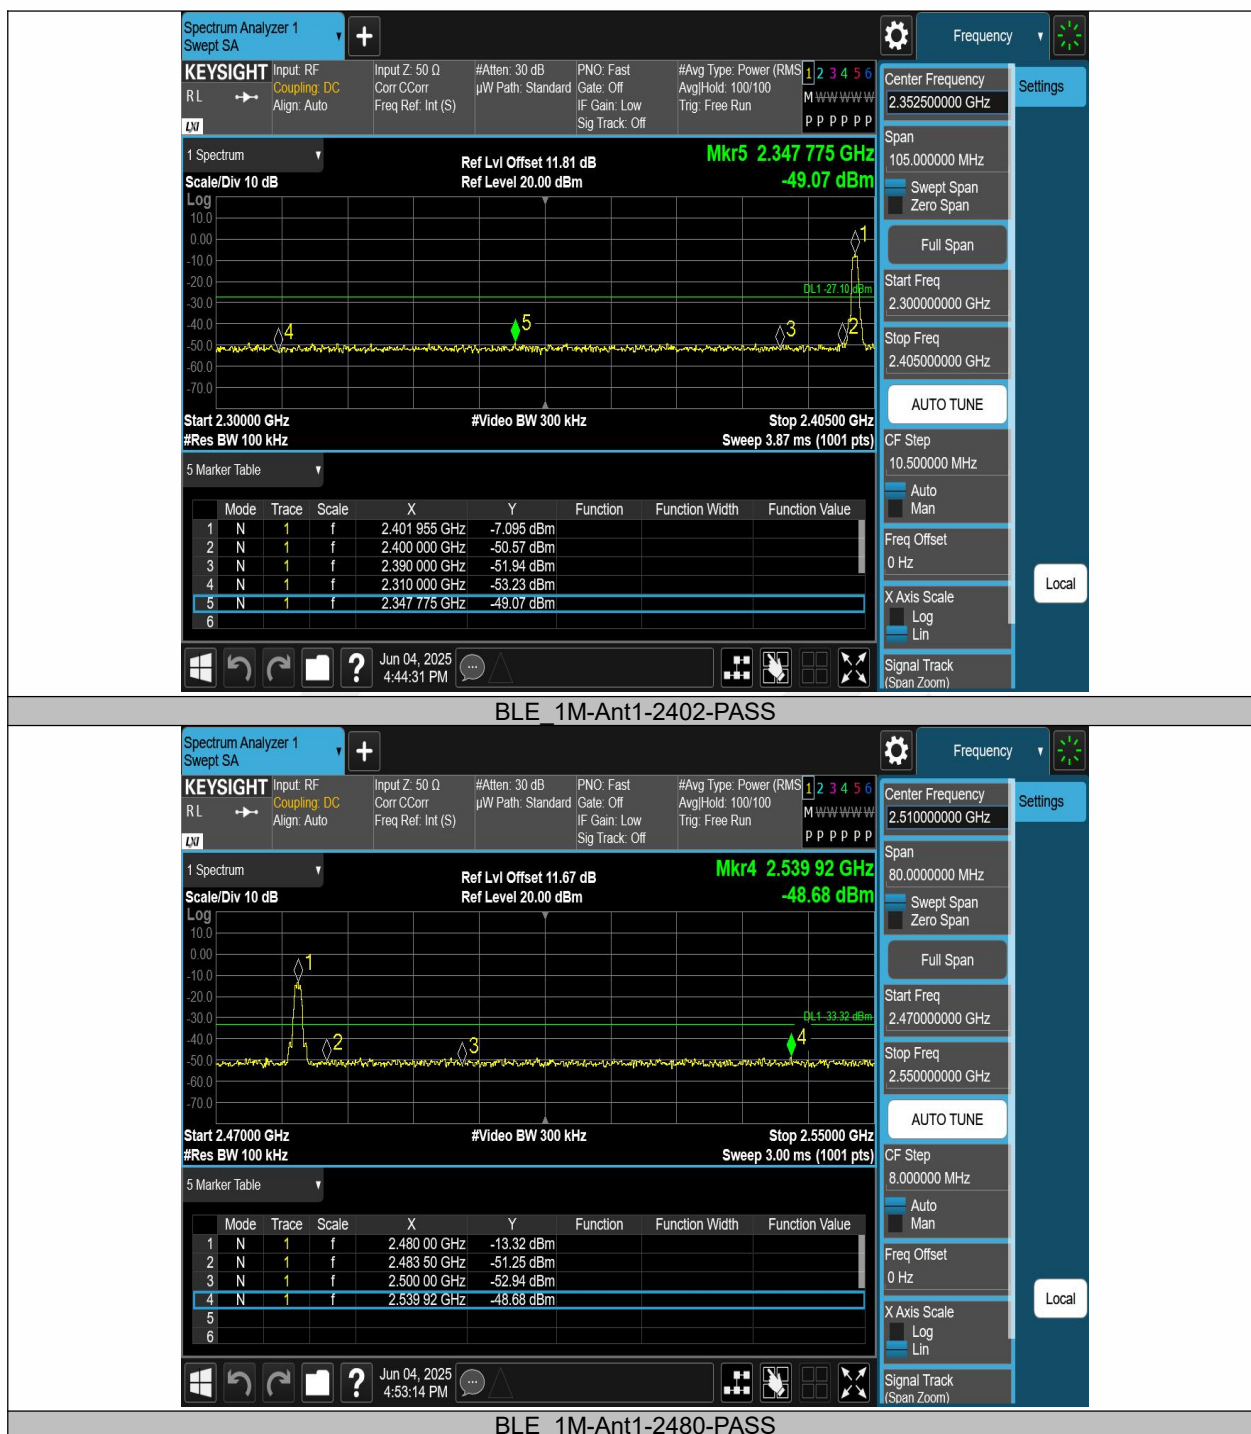 Spectrum Analyzer 1
Swept SA
Frequency
KEYSIGHT Input: RF Input Z: 50 Ω #Atten: 30 dB PNO: Fast #Avg Type: Power (RMS 1 2 3 4 5 6
RL Coupling: DC Corr CCorr µW Path: Standard Gate: Off Avg|Hold: 100/100 M W W W W W
Align: Auto Freq Ref: Int (S) IF Gain: Low Trig: Free Run
LXI Sig Track: Off P P P P P P
1 Spectrum
Ref Lvl Offset 11.81 dB Mkr5 2.347 775 GHz
Scale/Div 10 dB Ref Level 20.00 dBm -49.07 dBm
Log
10.0
0.00 1
-10.0
-20.0
DL1 -27.10 dBm
-30.0
-40.0 4 5 3 2
-50.0
-60.0
-70.0
Start 2.30000 GHz #Video BW 300 kHz Stop 2.40500 GHz
#Res BW 100 kHz Sweep 3.87 ms (1001 pts)
5 Marker Table
Mode Trace Scale X Y Function Function Width Function Value
1 N 1 f 2.401 955 GHz -7.095 dBm
2 N 1 f 2.400 000 GHz -50.57 dBm
3 N 1 f 2.390 000 GHz -51.94 dBm
4 N 1 f 2.310 000 GHz -53.23 dBm
5 N 1 f 2.347 775 GHz -49.07 dBm
6
?
Jun 04, 2025
4:44:31 PM
Center Frequency
2.352500000 GHz
Settings
Span
105.000000 MHz
Swept Span
Zero Span
Full Span
Start Freq
2.300000000 GHz
Stop Freq
2.405000000 GHz
AUTO TUNE
CF Step
10.500000 MHz
Auto
Man
Freq Offset
0 Hz
Local
X Axis Scale
Log
Lin
Signal Track
(Span Zoom)
BLE_1M-Ant1-2402-PASS
Spectrum Analyzer 1
Swept SA
Frequency
KEYSIGHT Input: RF Input Z: 50 Ω #Atten: 30 dB PNO: Fast #Avg Type: Power (RMS 1 2 3 4 5 6
RL Coupling: DC Corr CCorr µW Path: Standard Gate: Off Avg|Hold: 100/100 M W W W W W
Align: Auto Freq Ref: Int (S) IF Gain: Low Trig: Free Run
LXI Sig Track: Off P P P P P P
1 Spectrum
Ref Lvl Offset 11.67 dB Mkr4 2.539 92 GHz
Scale/Div 10 dB Ref Level 20.00 dBm -48.68 dBm
Log
10.0
0.00
1
-10.0
-20.0
-30.0 DL1 -33.32 dBm
-40.0 2 3 4
-50.0
-60.0
-70.0
Start 2.47000 GHz #Video BW 300 kHz Stop 2.55000 GHz
#Res BW 100 kHz Sweep 3.00 ms (1001 pts)
5 Marker Table
Mode Trace Scale X Y Function Function Width Function Value
1 N 1 f 2.480 00 GHz -13.32 dBm
2 N 1 f 2.483 50 GHz -51.25 dBm
3 N 1 f 2.500 00 GHz -52.94 dBm
4 N 1 f 2.539 92 GHz -48.68 dBm
5
6
?
Jun 04, 2025
4:53:14 PM
Center Frequency
2.510000000 GHz
Settings
Span
80.0000000 MHz
Swept Span
Zero Span
Full Span
Start Freq
2.470000000 GHz
Stop Freq
2.550000000 GHz
AUTO TUNE
CF Step
8.000000 MHz
Auto
Man
Freq Offset
0 Hz
Local
X Axis Scale
Log
Lin
Signal Track
(Span Zoom)
BLE_1M-Ant1-2480-PASS